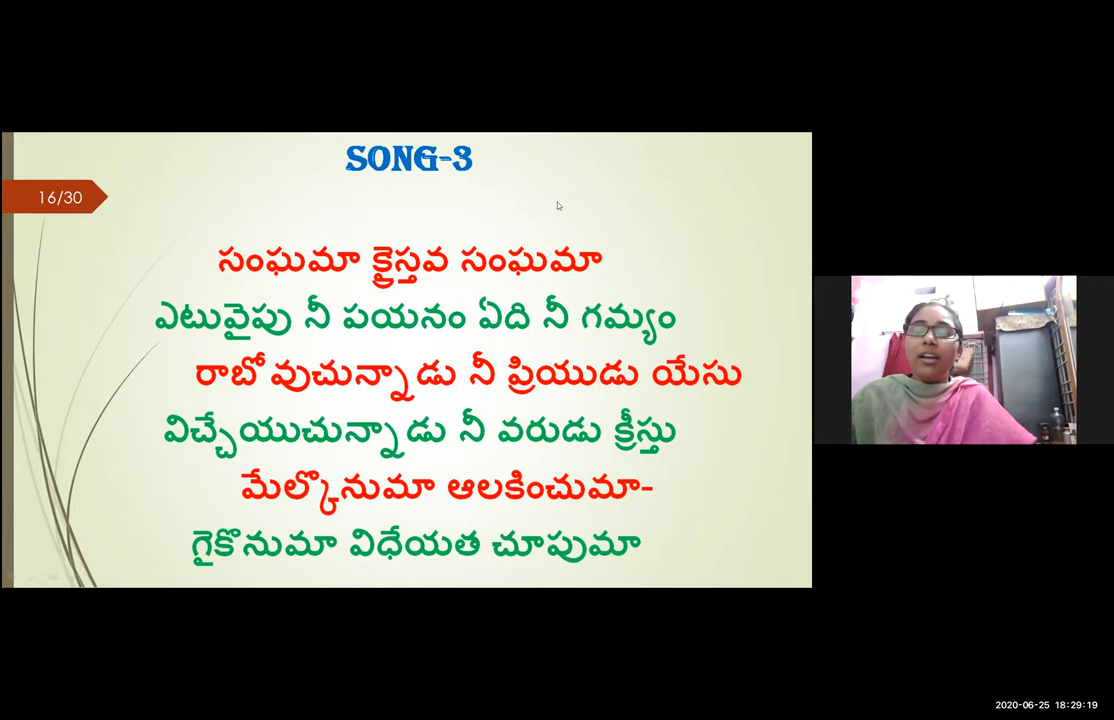 SONG-3
16/30
సంఘమా క్రైస్తవ సంఘమా
ఎటువైపు నీ పయనం ఏది నీ గమ్యం
రాబోవుచున్నాడు నీ ప్రియుడు యేసు
విచ్చేయుచున్నాడు నీ వరుడు క్రీస్తు
మేల్కొనుమా ఆలకించుమా-
గైకొనుమా విధేయత చూపుమా
2020-06-25 18:29:19